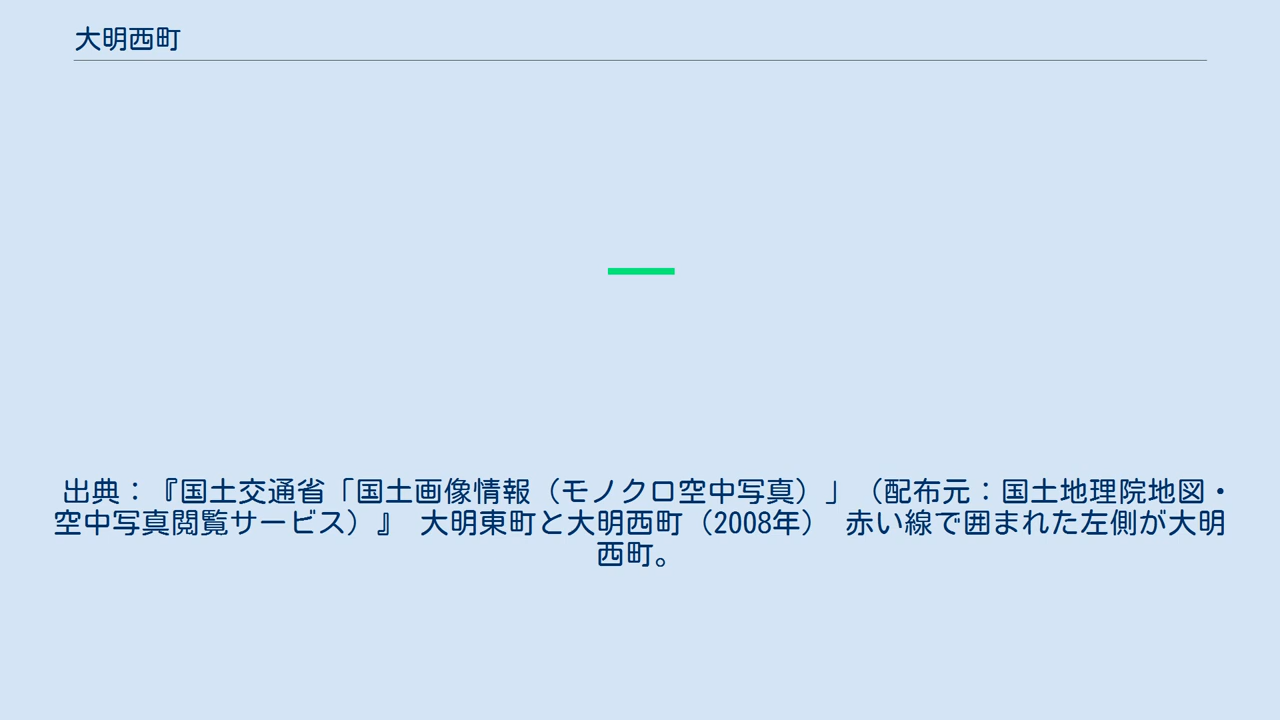 大明西町
出典：『国土交通省「国土画像情報（モノクロ空中写真）」（配布元：国土地理院地図・
空中写真閲覧サービス）』 大明東町と大明西町（2008年） 赤い線で囲まれた左側が大明
西町。